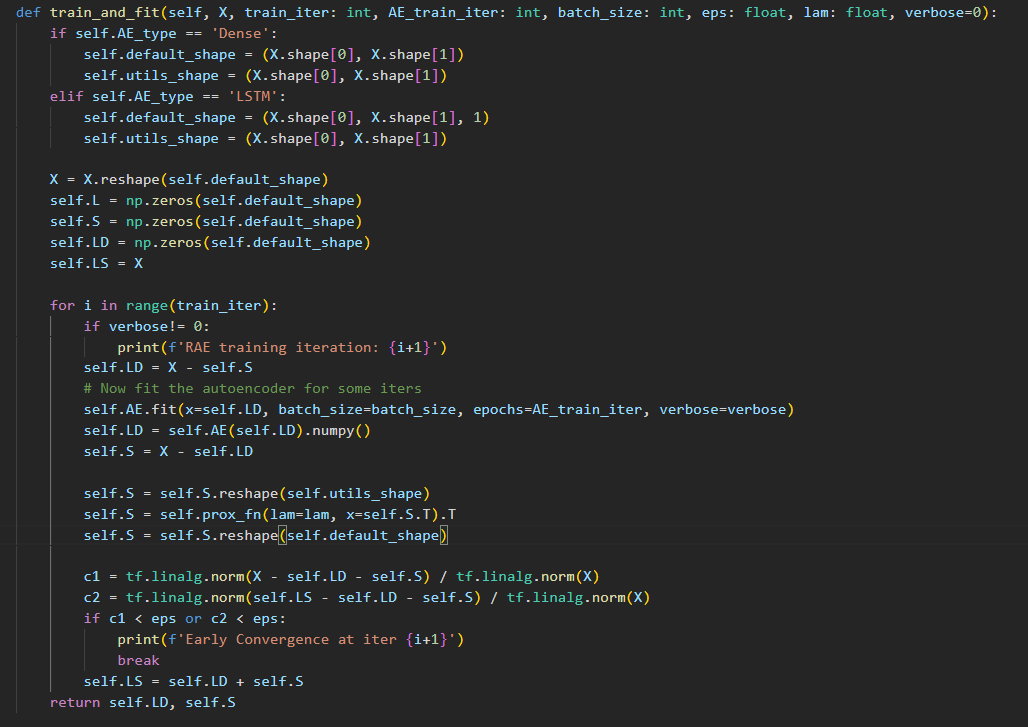 def train_and_fit(self, X, train_iter: int, AE_train_iter: int, batch_size: int, eps: float, lam: float, verbose=0):
    if self.AE_type == 'Dense':
        self.default_shape = (X.shape[0], X.shape[1])
        self.utils_shape = (X.shape[0], X.shape[1])
    elif self.AE_type == 'LSTM':
        self.default_shape = (X.shape[0], X.shape[1], 1)
        self.utils_shape = (X.shape[0], X.shape[1])

    X = X.reshape(self.default_shape)
    self.L = np.zeros(self.default_shape)
    self.S = np.zeros(self.default_shape)
    self.LD = np.zeros(self.default_shape)
    self.LS = X

    for i in range(train_iter):
        if verbose!= 0:
            print(f'RAE training iteration: {i+1}')
        self.LD = X - self.S
        # Now fit the autoencoder for some iters
        self.AE.fit(x=self.LD, batch_size=batch_size, epochs=AE_train_iter, verbose=verbose)
        self.LD = self.AE(self.LD).numpy()
        self.S = X - self.LD

        self.S = self.S.reshape(self.utils_shape)
        self.S = self.prox_fn(lam=lam, x=self.S.T).T
        self.S = self.S.reshape(self.default_shape)

        c1 = tf.linalg.norm(X - self.LD - self.S) / tf.linalg.norm(X)
        c2 = tf.linalg.norm(self.LS - self.LD - self.S) / tf.linalg.norm(X)
        if c1 < eps or c2 < eps:
            print(f'Early Convergence at iter {i+1}')
            break
        self.LS = self.LD + self.S
    return self.LD, self.S